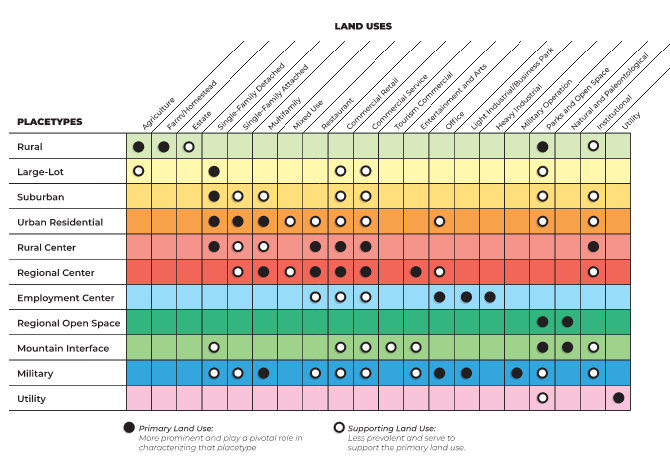 LAND USES
PLACETYPES
Agriculture
Farm/Homestead
Estate
Single-Family Detached
Single-Family Attached
Multifamily
Mixed Use
Restaurant
Commercial Retail
Commercial Service
Tourism Commercial
Entertainment and Arts
Office
Light Industrial/Business Park
Heavy Industrial
Military Operation
Parks and Open Space
Natural and Paleontological
Institutional
Utility
Rural
Large-Lot
Suburban
Urban Residential
Rural Center
Regional Center
Employment Center
Regional Open Space
Mountain Interface
Military
Utility
Primary Land Use:
More prominent and play a pivotal role in
characterizing that placetype
Supporting Land Use:
Less prevalent and serve to
support the primary land use.